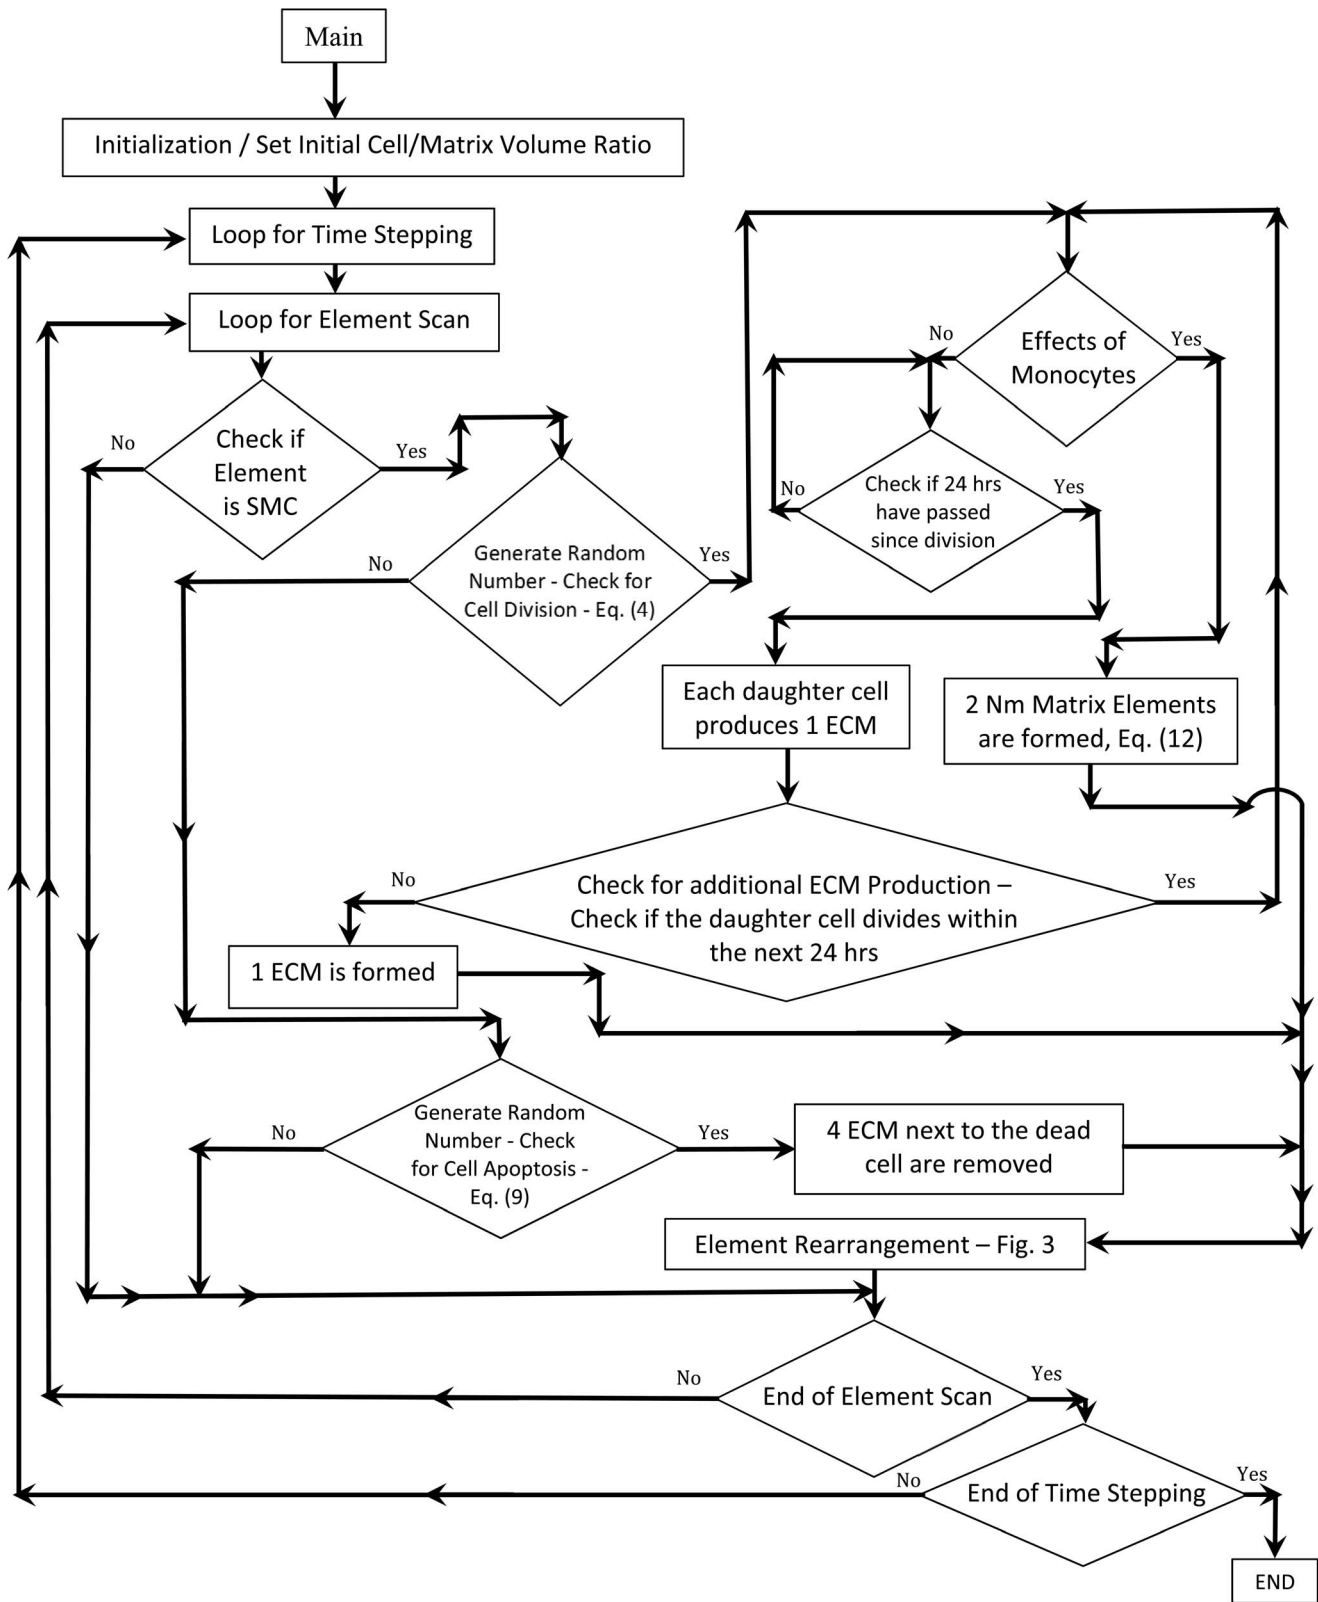 Main
Initialization / Set Initial Cell/Matrix Volume Ratio
Loop for Time Stepping
Loop for Element Scan
Check if
Element
is SMC
No
Yes
Generate Random
Number - Check for
Cell Division - Eq. (4)
No
Yes
Effects of
Monocytes
No
Yes
Check if 24 hrs
have passed
since division
No
Yes
Each daughter cell
produces 1 ECM
2 Nm Matrix Elements
are formed, Eq. (12)
Check for additional ECM Production –
Check if the daughter cell divides within
the next 24 hrs
No
Yes
1 ECM is formed
Generate Random
Number - Check
for Cell Apoptosis -
Eq. (9)
No
Yes
4 ECM next to the dead
cell are removed
Element Rearrangement – Fig. 3
End of Element Scan
No
Yes
End of Time Stepping
No
Yes
END